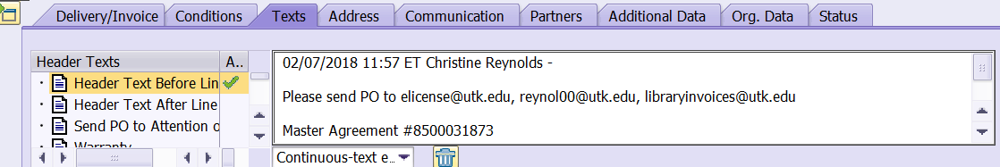 Delivery/Invoice Conditions Texts Address Communication Partners Additional Data Org. Data Status
Header Texts A..
Header Text Before Lin
Header Text After Line
Send PO to Attention o
Warranty
02/07/2018 11:57 ET Christine Reynolds -
Please send PO to elicense@utk.edu, reynol00@utk.edu, libraryinvoices@utk.edu
Master Agreement #8500031873
Continuous-text e...